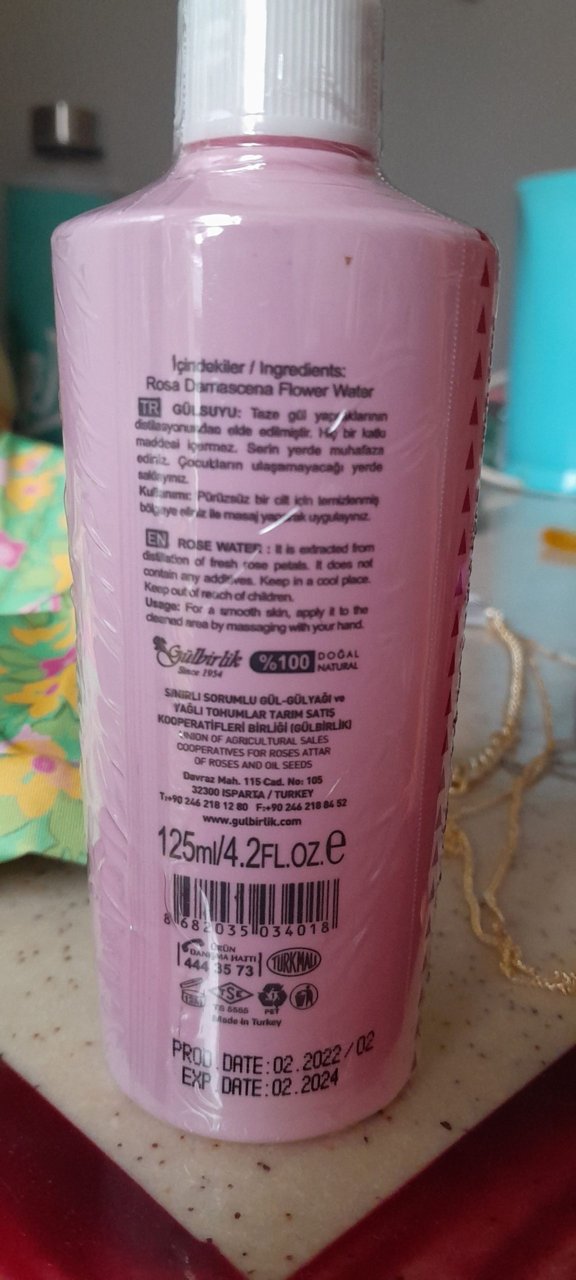 İçindekiler / Ingredients:
Rosa Damascena Flower Water
TR GÜLSUYU: Taze gül yapraklarının
distilasyonundan elde edilmiştir. Hiç bir katkı
maddesi içermez. Serin yerde muhafaza
ediniz. Çocukların ulaşamayacağı yerde
saklayınız.
Kullanımı: Pürüzsüz bir cilt için temizlenmiş
bölgeye eliniz ile masaj yaparak uygulayınız.
EN ROSE WATER : It is extracted from
distillation of fresh rose petals. It does not
contain any additives. Keep in a cool place.
Keep out of reach of children.
Usage: For a smooth skin, apply it to the
cleaned area by massaging with your hand.
Gülbirlik
Since 1954
%100 DOĞAL
NATURAL
SINIRLI SORUMLU GÜL-GÜLYAĞI ve
YAĞLI TOHUMLAR TARIM SATIŞ
KOOPERATİFLERİ BİRLİĞİ (GÜLBİRLİK)
UNION OF AGRICULTURAL SALES
COOPERATIVES FOR ROSES ATTAR
OF ROSES AND OIL SEEDS
Davraz Mah. 115 Cad. No: 105
32300 ISPARTA / TURKEY
T:+90 246 218 12 80 F:+90 246 218 84 52
www.gulbirlik.com
125ml/4.2FL.OZ.e
8 682035 034018
ÜRÜN
DANIŞMA HATTI
444 35 73
TÜRK MALI
TSE
TS 5555
PET
Made in Turkey
PROD.DATE:02.2022/02
EXP.DATE:02.2024